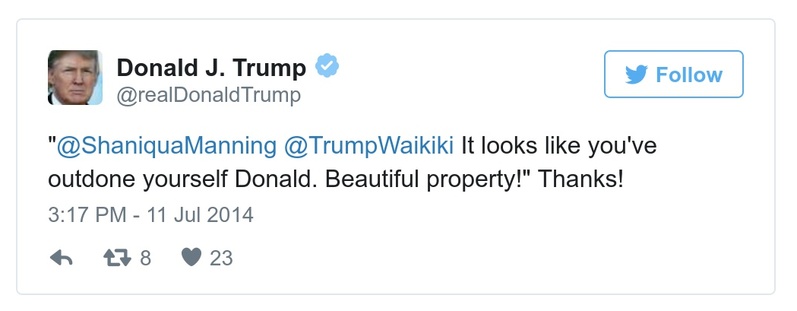 Donald J. Trump
@realDonaldTrump
Follow
"@ShaniquaManning @TrumpWaikiki It looks like you've
outdone yourself Donald. Beautiful property!" Thanks!
3:17 PM - 11 Jul 2014
8 23